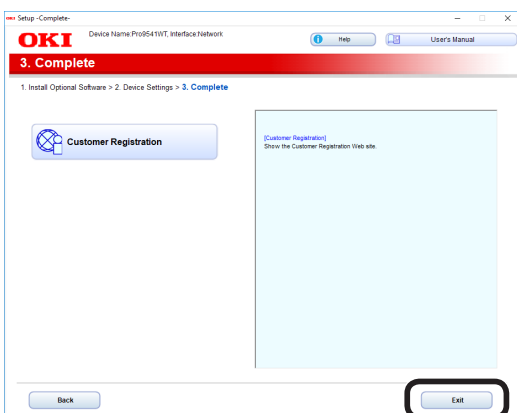 OKI Setup -Complete-
OKI
Device Name:Pro9541WT, Interface:Network
Help
User's Manual
3. Complete
1. Install Optional Software > 2. Device Settings > 3. Complete
Customer Registration
[Customer Registration]
Show the Customer Registration Web site.
Back
Exit